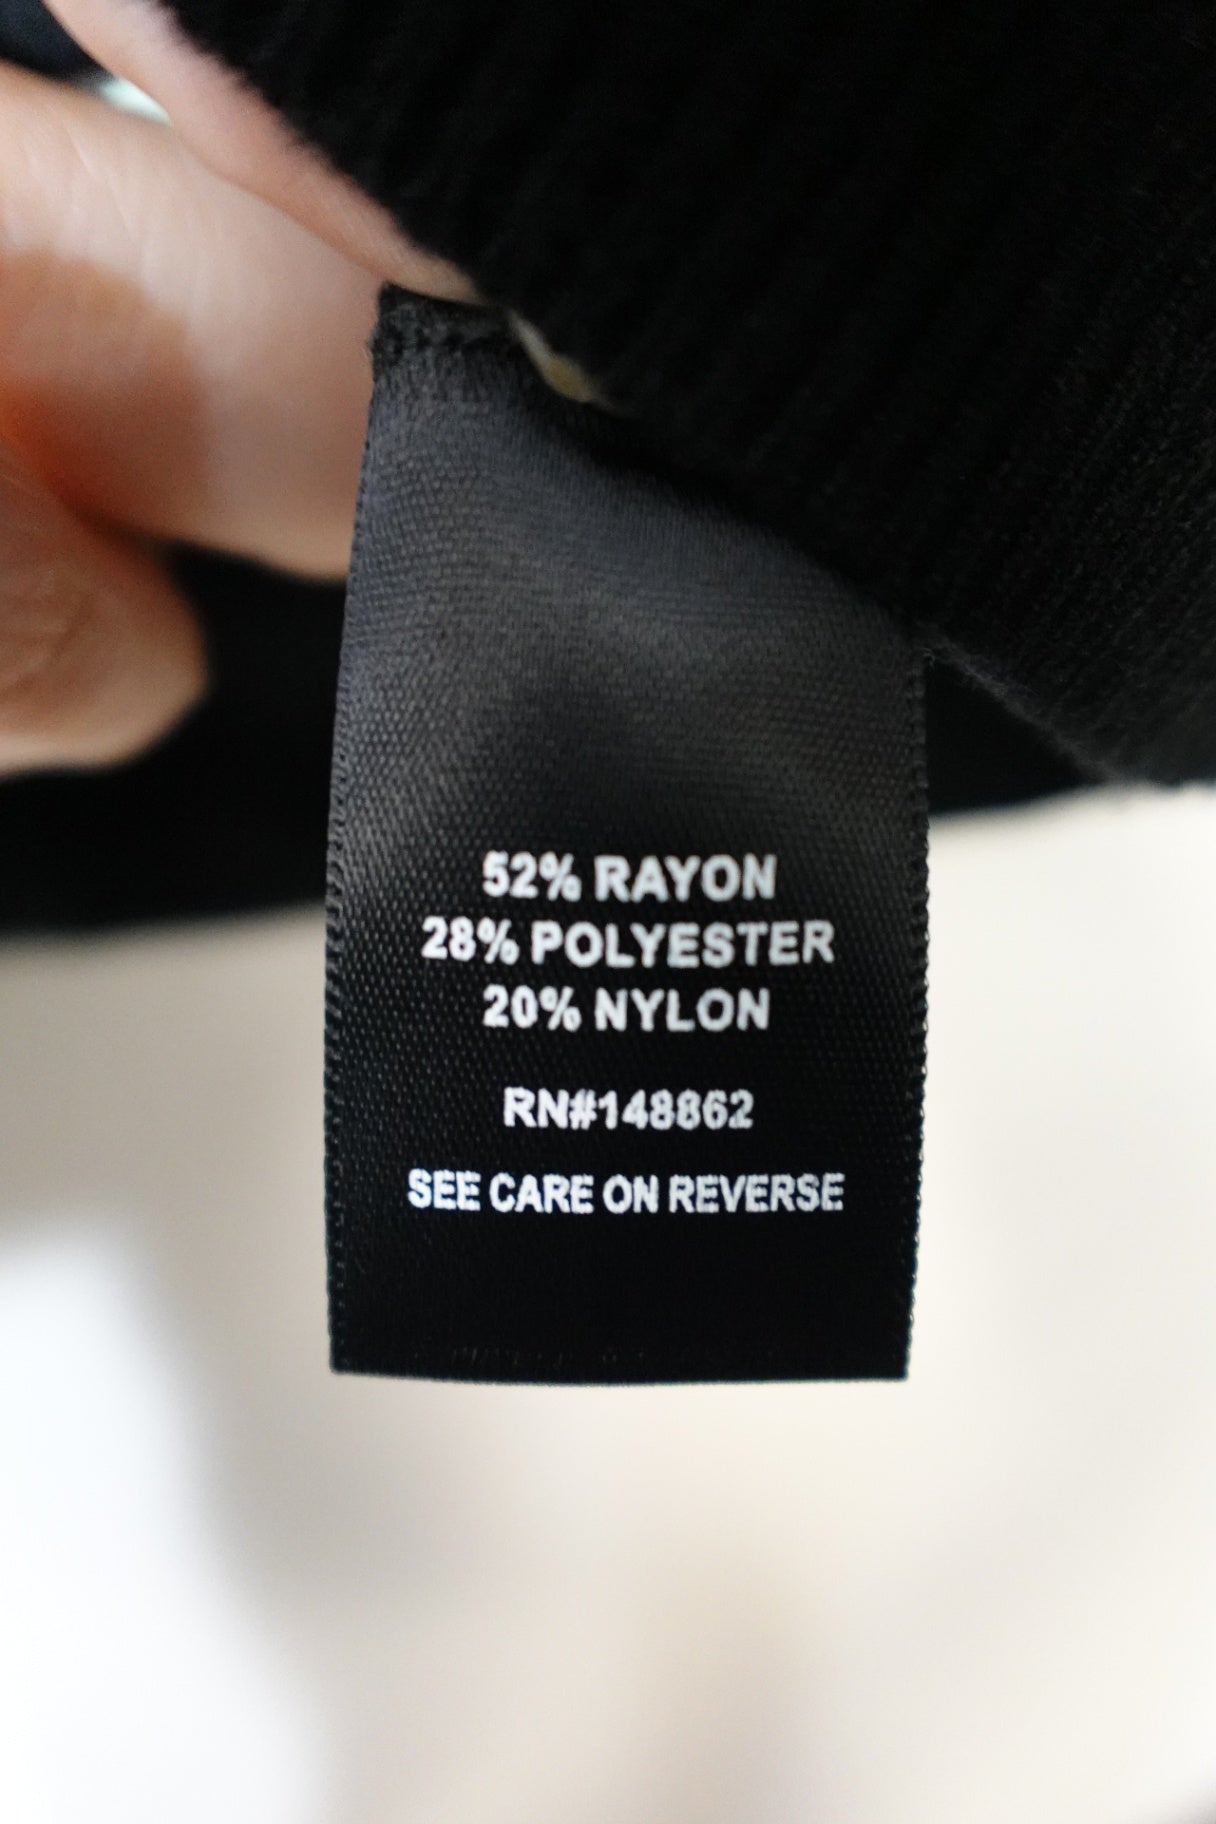 52% RAYON
28% POLYESTER
20% NYLON
RN#148862
SEE CARE ON REVERSE